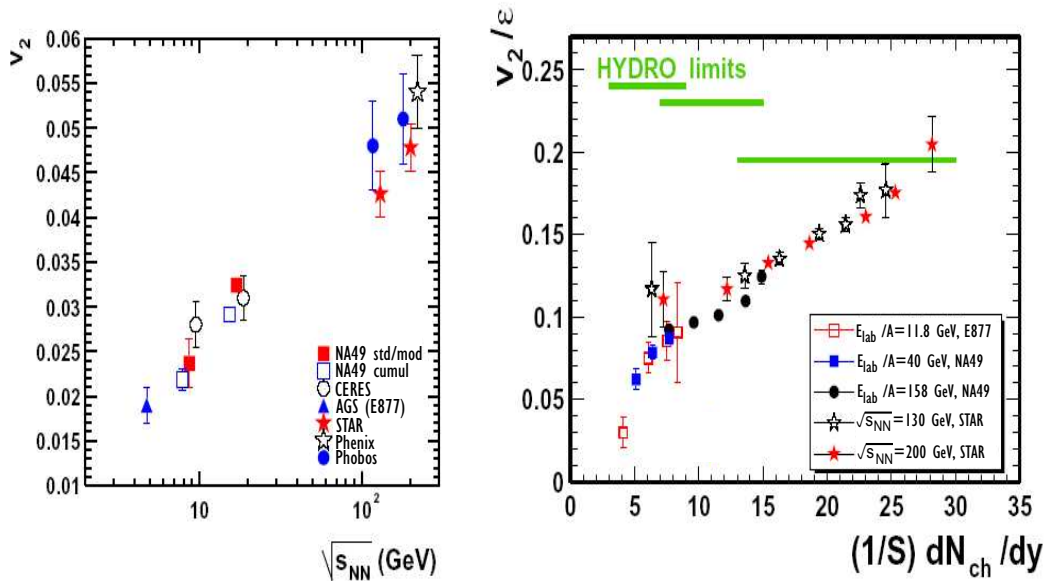 v2
0.06
0.055
0.05
0.045
0.04
0.035
0.03
0.025
0.02
0.015
0.01
10
10²
√sNN (GeV)
NA49 std/mod
NA49 cumul
CERES
AGS (E877)
STAR
Phenix
Phobos
v2/ε
HYDRO limits
0.25
0.2
0.15
0.1
0.05
0
0 5 10 15 20 25 30 35
(1/S) dNch/dy
Elab/A=11.8 GeV, E877
Elab/A=40 GeV, NA49
Elab/A=158 GeV, NA49
√sNN=130 GeV, STAR
√sNN=200 GeV, STAR